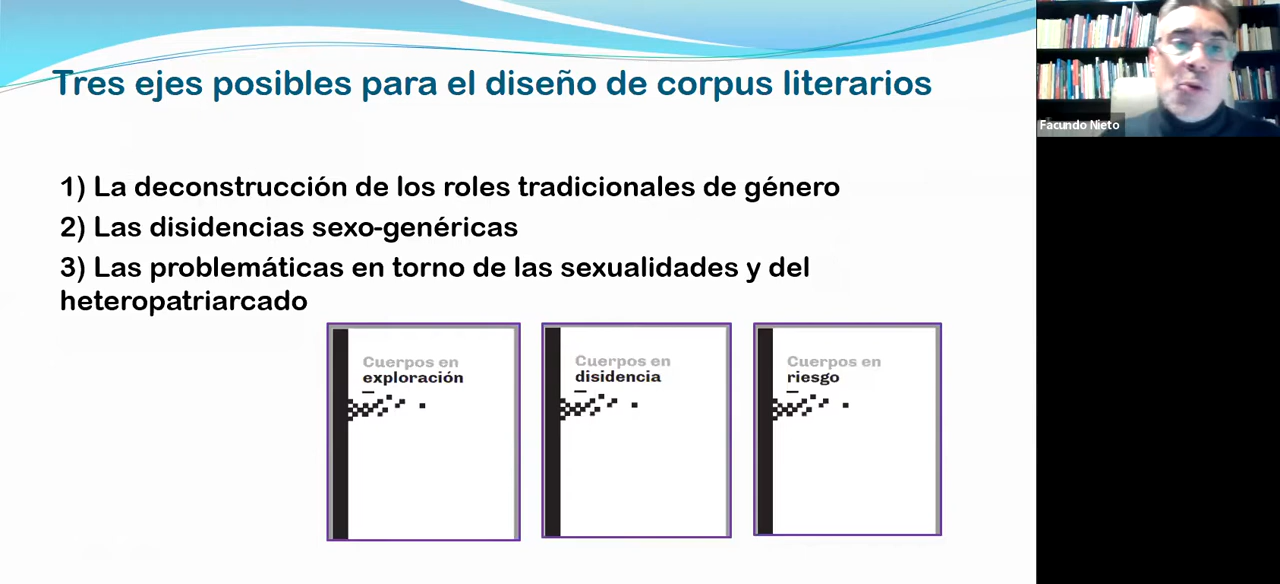 Tres ejes posibles para el diseño de corpus literarios
1) La deconstrucción de los roles tradicionales de género
2) Las disidencias sexo-genéricas
3) Las problemáticas en torno de las sexualidades y del
heteropatriarcado
Cuerpos en
exploración
Cuerpos en
disidencia
Cuerpos en
riesgo
Facundo Nieto